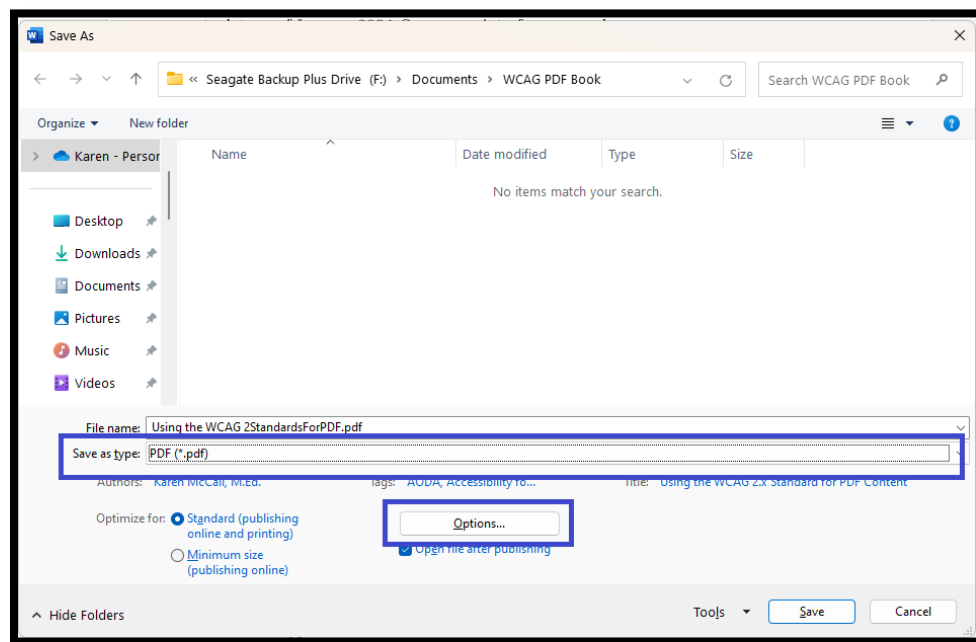 Save As
« Seagate Backup Plus Drive (F:) > Documents > WCAG PDF Book
Search WCAG PDF Book
Organize
New folder
Karen - Person
Name
Date modified
Type
Size
No items match your search.
Desktop
Downloads
Documents
Pictures
Music
Videos
File name: Using the WCAG 2StandardsForPDF.pdf
Save as type: PDF (*.pdf)
Authors: Karen McCall, M.Ed.
Tags: AODA, Accessibility fo...
Title: Using the WCAG 2.x Standard for PDF Content
Optimize for: Standard (publishing
online and printing)
Minimum size
(publishing online)
Options...
Open file after publishing
Hide Folders
Tools
Save
Cancel